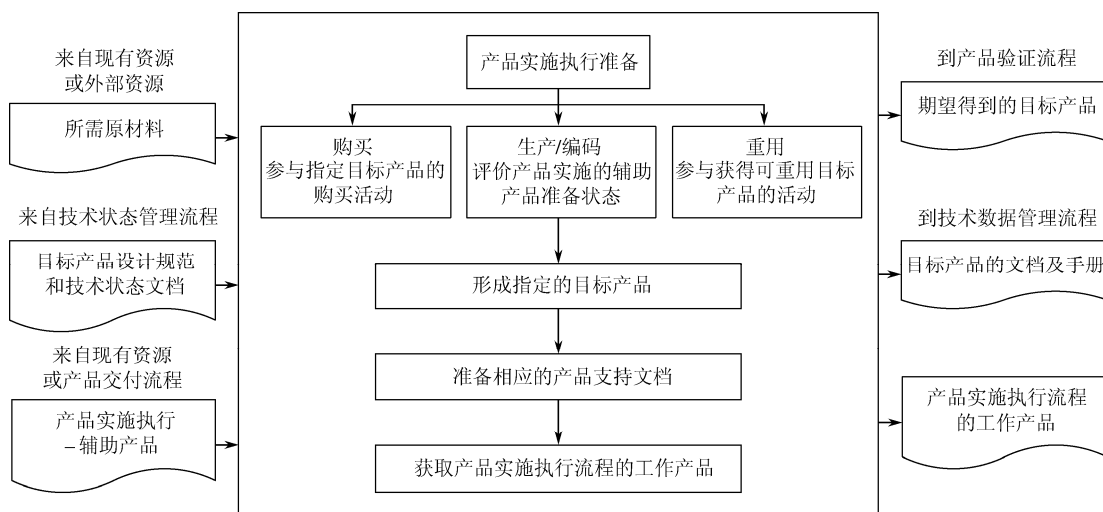 来自现有资源
或外部资源
所需原材料
来自技术状态管理流程
目标产品设计规范
和技术状态文档
来自现有资源
或产品交付流程
产品实施执行
–辅助产品
产品实施执行准备
购买
参与指定目标产品的
购买活动
生产/编码
评价产品实施的辅助
产品准备状态
重用
参与获得可重用目标
产品的活动
形成指定的目标产品
准备相应的产品支持文档
获取产品实施执行流程的工作产品
到产品验证流程
期望得到的目标产品
到技术数据管理流程
目标产品的文档及手册
产品实施执行流程
的工作产品